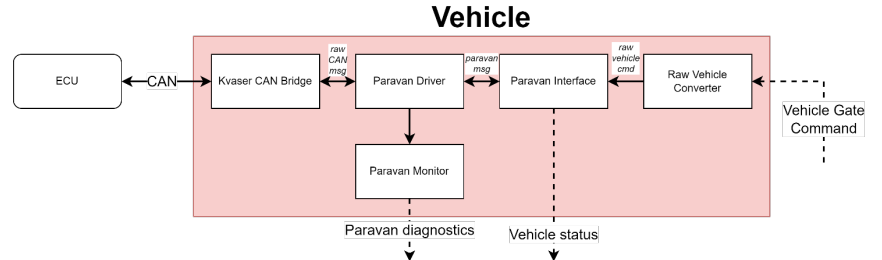 Vehicle
raw
CAN
msg
paravan
msg
raw
vehicle
cmd
ECU
CAN
Kvaser CAN Bridge
Paravan Driver
Paravan Interface
Raw Vehicle
Converter
Vehicle Gate
Command
Paravan Monitor
Paravan diagnostics
Vehicle status